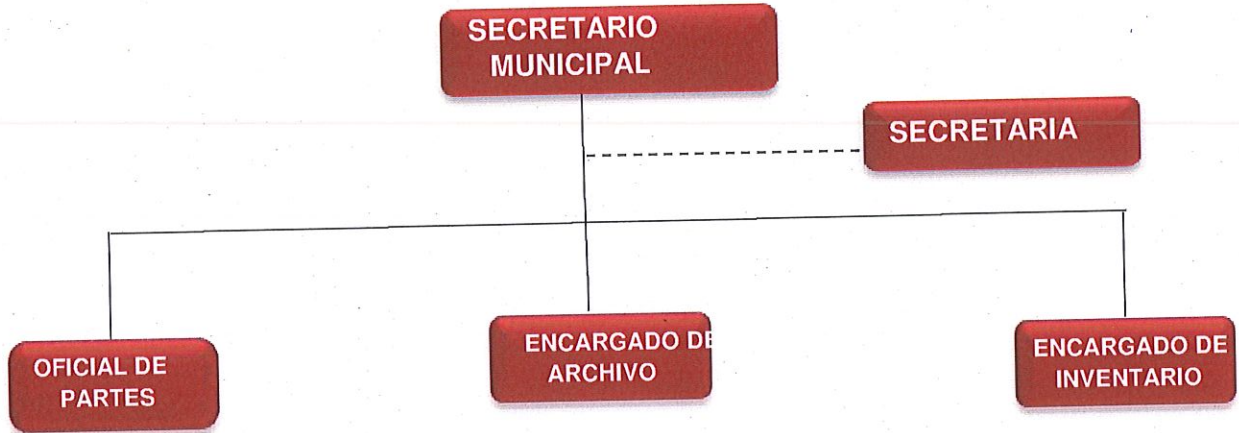 SECRETARIO
MUNICIPAL
SECRETARIA
OFICIAL DE
PARTES
ENCARGADO DE
ARCHIVO
ENCARGADO DE
INVENTARIO